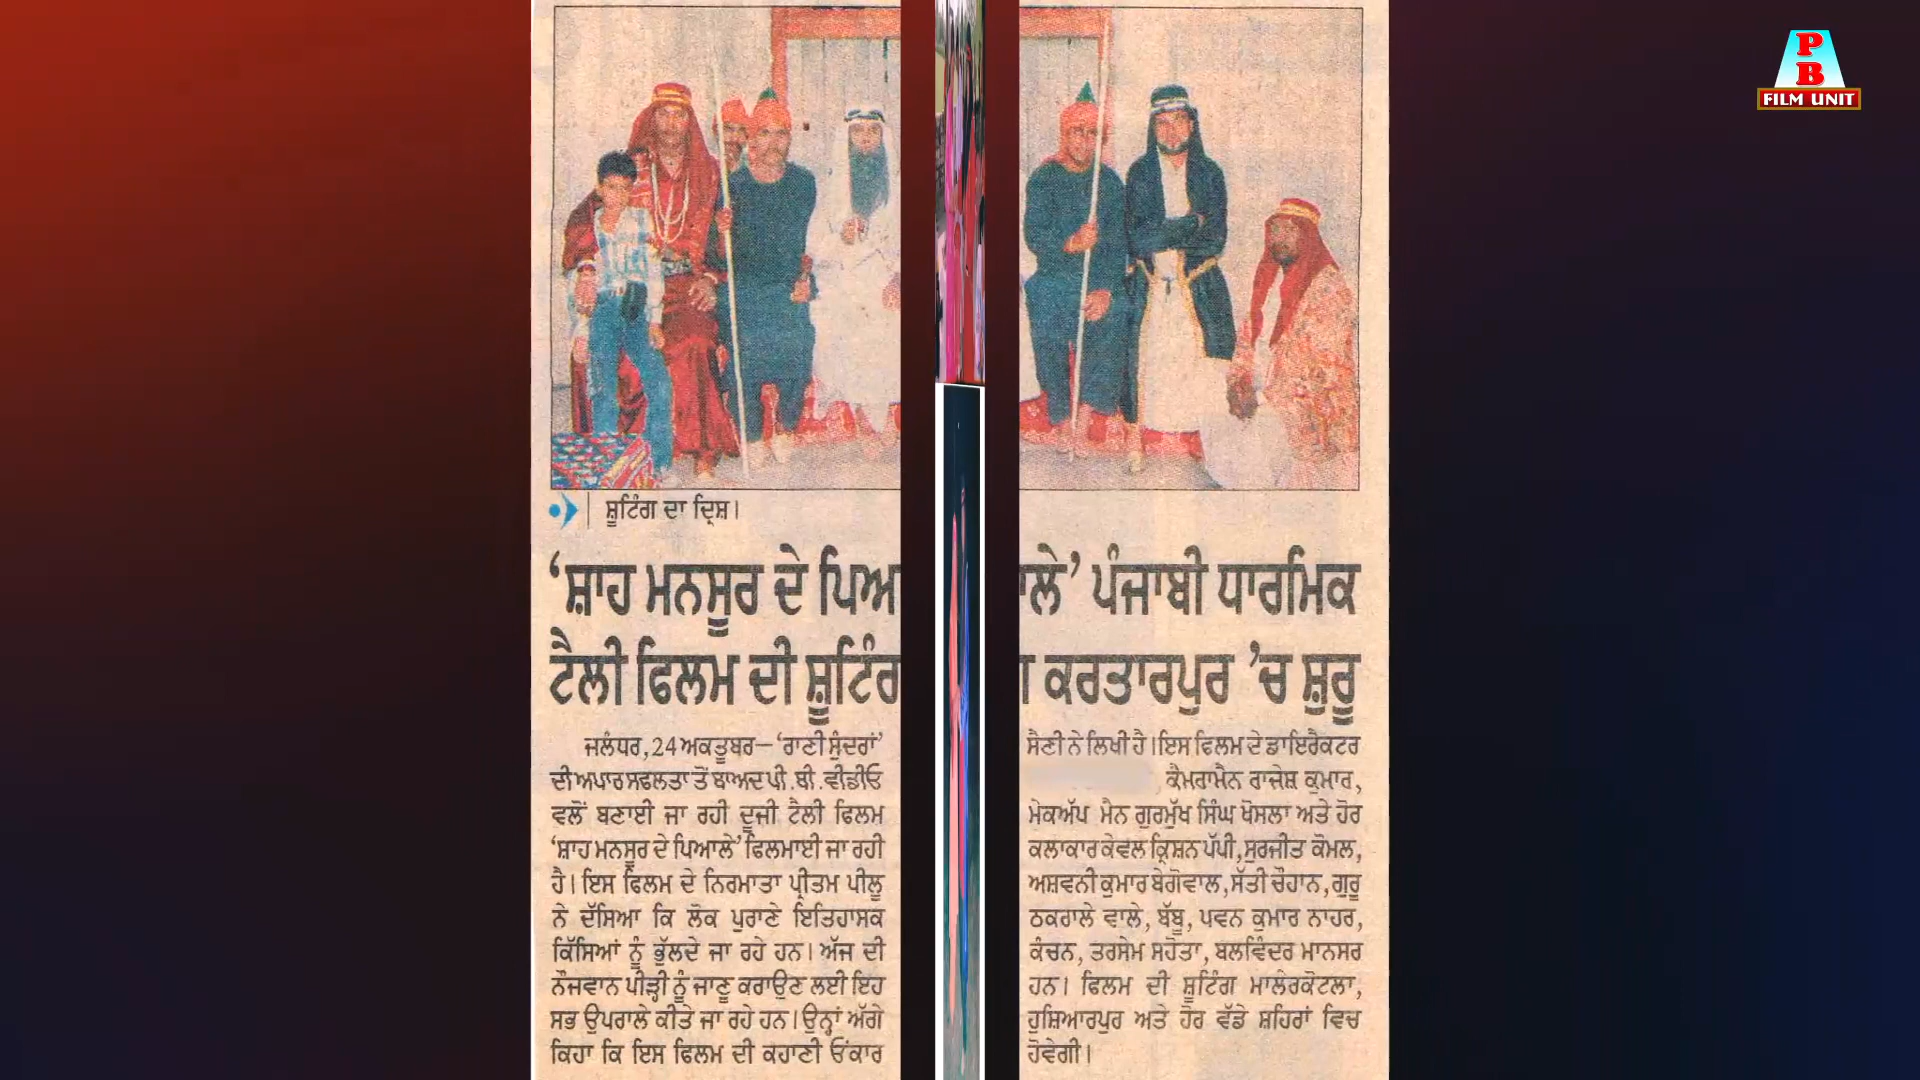 P
B
FILM UNIT
ਸ਼ੂਟਿੰਗ ਦਾ ਦ੍ਰਿਸ਼।
‘ਸ਼ਾਹ ਮਨਸੂਰ ਦੇ ਪਿਆਲੇ’ ਪੰਜਾਬੀ ਧਾਰਮਿਕ
ਟੈਲੀ ਫਿਲਮ ਦੀ ਸ਼ੂਟਿੰਗ ਕਰਤਾਰਪੁਰ ’ਚ ਸ਼ੁਰੂ
ਜਲੰਧਰ, 24 ਅਕਤੂਬਰ—‘ਰਾਣੀ ਸੁੰਦਰਾਂ’
ਦੀ ਅਪਾਰ ਸਫਲਤਾ ਤੋਂ ਬਾਅਦ ਪੀ.ਬੀ.ਵੀਡੀਓ
ਵਲੋਂ ਬਣਾਈ ਜਾ ਰਹੀ ਦੂਜੀ ਟੈਲੀ ਫਿਲਮ
‘ਸ਼ਾਹ ਮਨਸੂਰ ਦੇ ਪਿਆਲੇ’ ਫਿਲਮਾਈ ਜਾ ਰਹੀ
ਹੈ। ਇਸ ਫਿਲਮ ਦੇ ਨਿਰਮਾਤਾ ਪ੍ਰੀਤਮ ਪੀਲੂ
ਨੇ ਦੱਸਿਆ ਕਿ ਲੋਕ ਪੁਰਾਣੇ ਇਤਿਹਾਸਕ
ਕਿੱਸਿਆਂ ਨੂੰ ਭੁੱਲਦੇ ਜਾ ਰਹੇ ਹਨ। ਅੱਜ ਦੀ
ਨੌਜਵਾਨ ਪੀੜ੍ਹੀ ਨੂੰ ਜਾਣੂ ਕਰਾਉਣ ਲਈ ਇਹ
ਸਭ ਉਪਰਾਲੇ ਕੀਤੇ ਜਾ ਰਹੇ ਹਨ। ਉਨ੍ਹਾਂ ਅੱਗੇ
ਕਿਹਾ ਕਿ ਇਸ ਫਿਲਮ ਦੀ ਕਹਾਣੀ ਓਂਕਾਰ
ਸੈਣੀ ਨੇ ਲਿਖੀ ਹੈ। ਇਸ ਫਿਲਮ ਦੇ ਡਾਇਰੈਕਟਰ
, ਕੈਮਰਾਮੈਨ ਰਾਜੇਸ਼ ਕੁਮਾਰ,
ਮੇਕਅੱਪ ਮੈਨ ਗੁਰਮੁੱਖ ਸਿੰਘ ਖੋਸਲਾ ਅਤੇ ਹੋਰ
ਕਲਾਕਾਰ ਕੇਵਲ ਕ੍ਰਿਸ਼ਨ ਪੱਪੀ, ਸੁਰਜੀਤ ਕੋਮਲ,
ਅਸ਼ਵਨੀ ਕੁਮਾਰ ਬੇਗੋਵਾਲ, ਸੱਤੀ ਚੌਹਾਨ, ਗੁਰੂ
ਠਕਰਾਲੇ ਵਾਲੇ, ਬੱਬੂ, ਪਵਨ ਕੁਮਾਰ ਨਾਹਰ,
ਕੰਚਨ, ਤਰਸੇਮ ਸਹੋਤਾ, ਬਲਵਿੰਦਰ ਮਾਨਸਰ
ਹਨ। ਫਿਲਮ ਦੀ ਸ਼ੂਟਿੰਗ ਮਾਲੇਰਕੋਟਲਾ,
ਹੁਸ਼ਿਆਰਪੁਰ ਅਤੇ ਹੋਰ ਵੱਡੇ ਸ਼ਹਿਰਾਂ ਵਿਚ
ਹੋਵੇਗੀ।